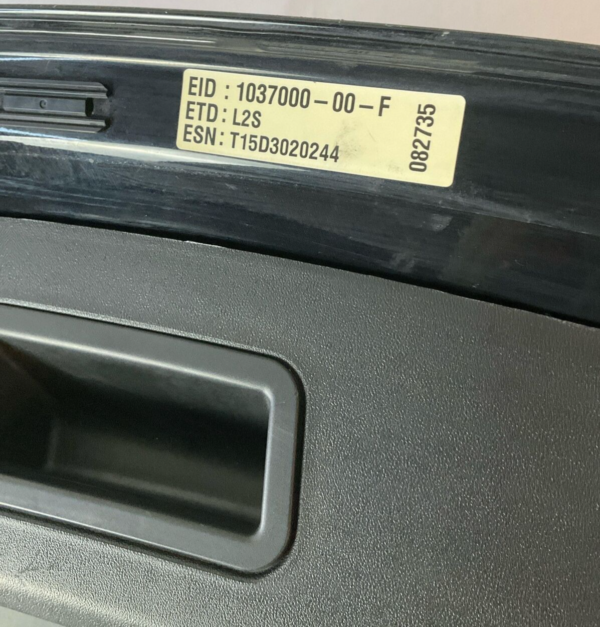 EID : 1037000-00-F
ETD : L2S
ESN : T15D3020244
082735